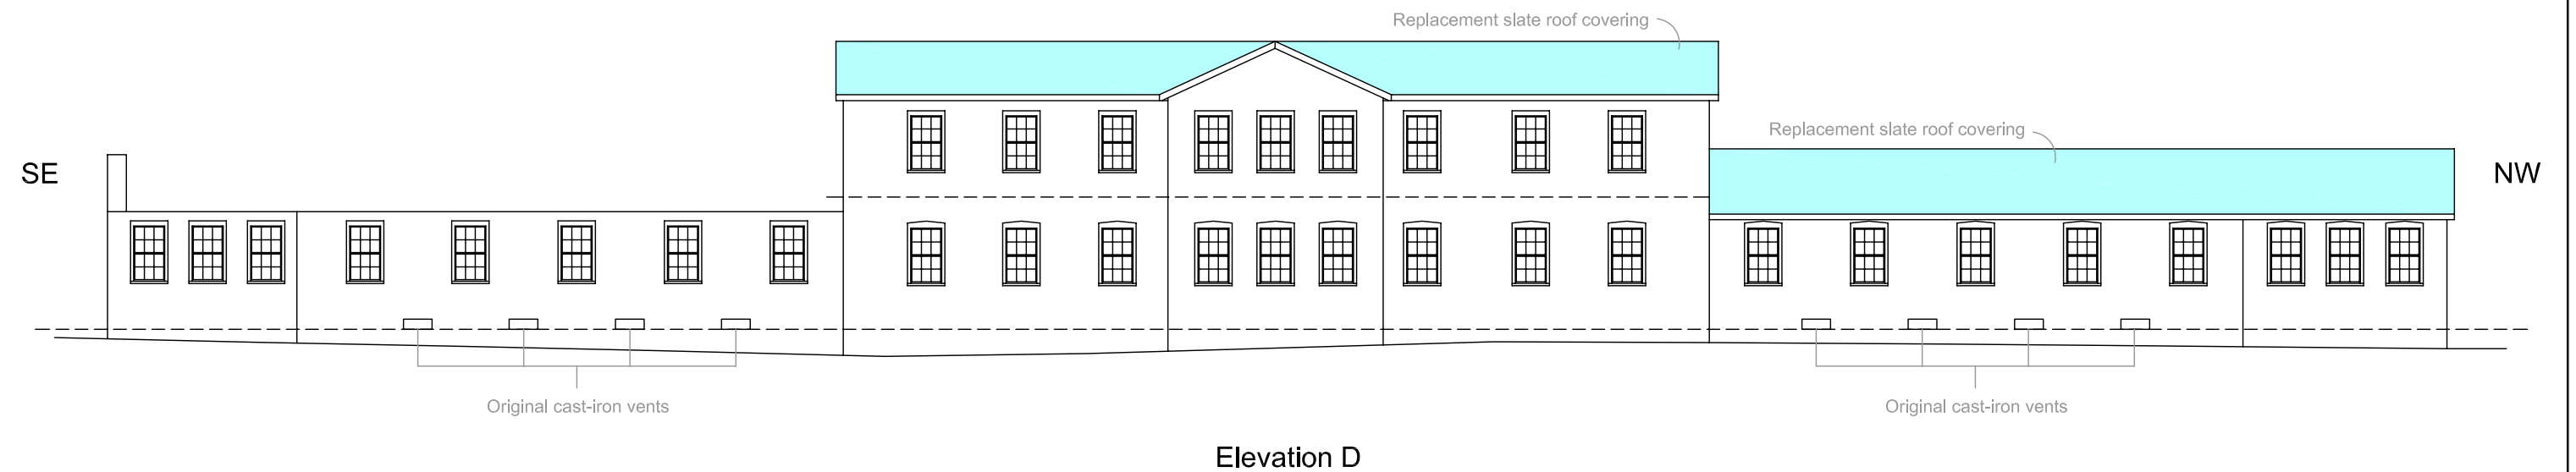 Replacement slate roof covering
Replacement slate roof covering
SE
NW
Original cast-iron vents
Original cast-iron vents
Elevation D